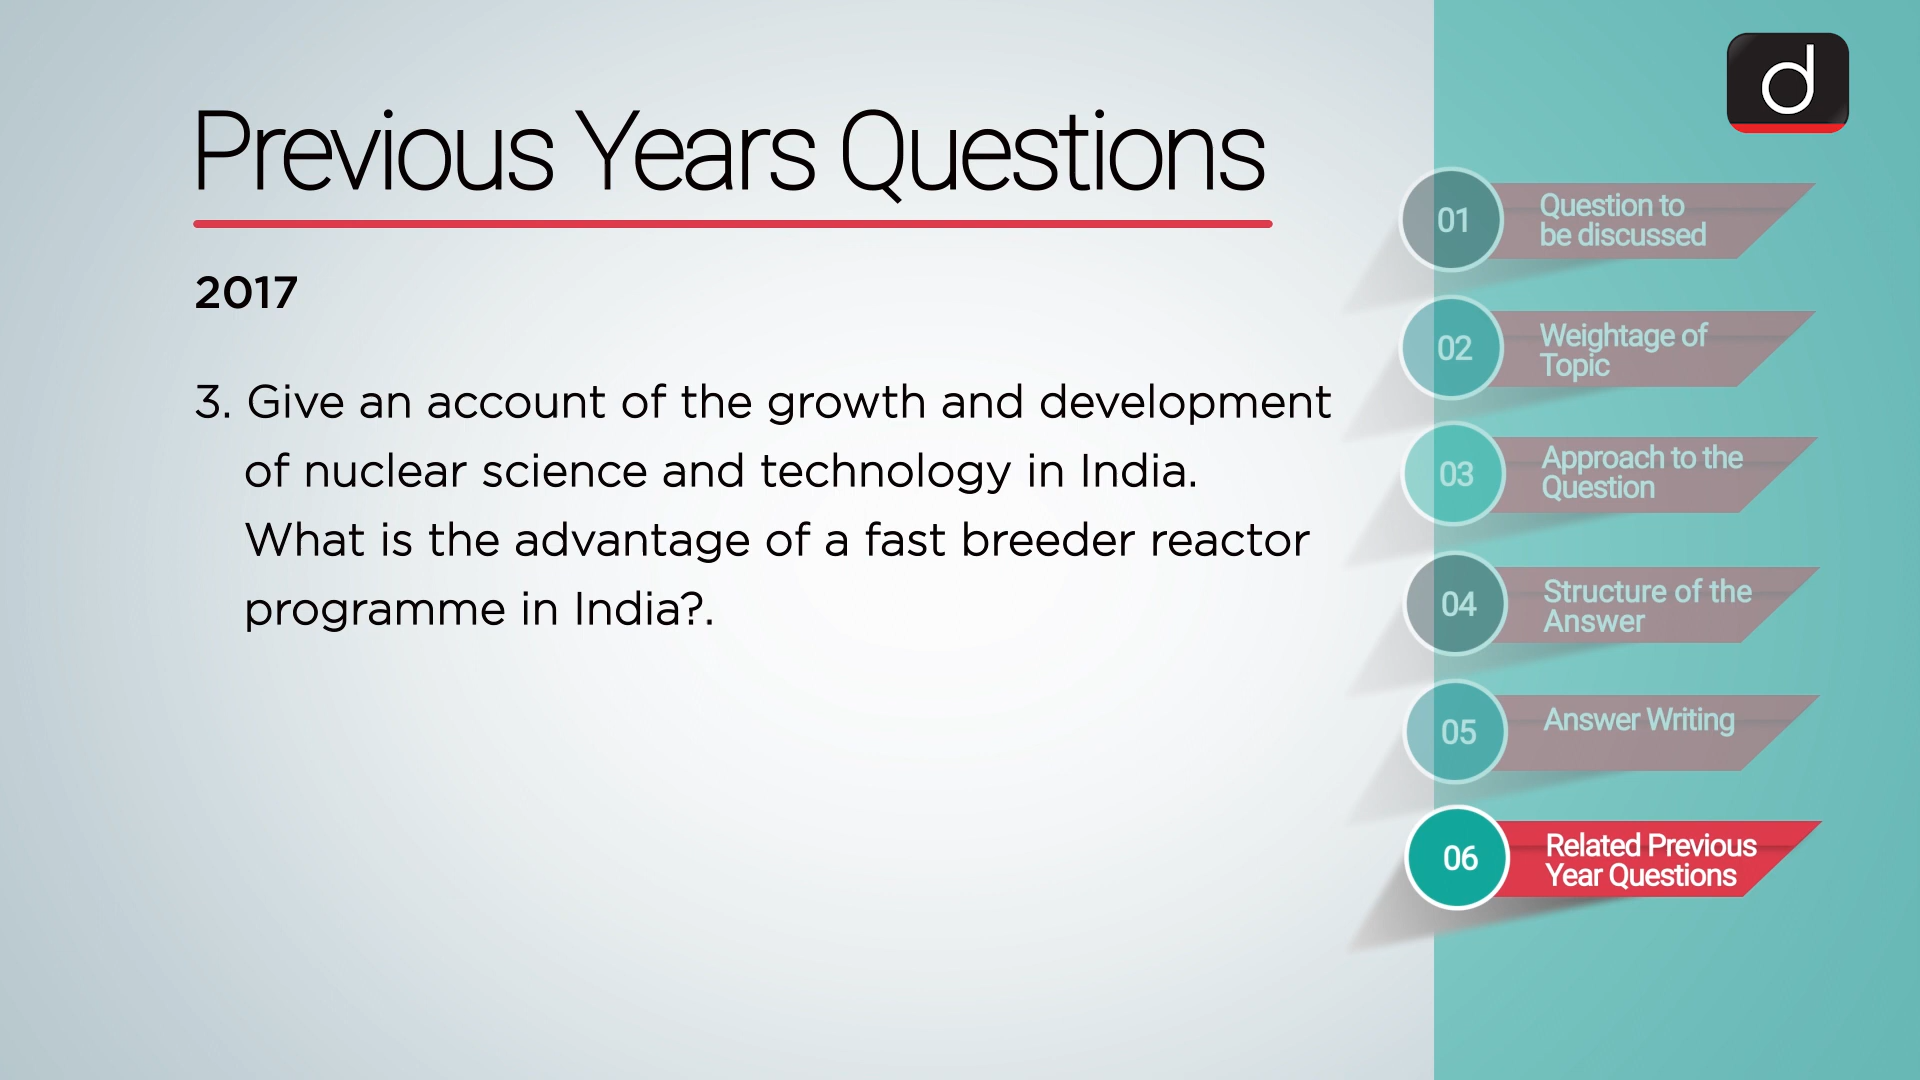 Previous Years Questions
2017
3. Give an account of the growth and development
of nuclear science and technology in India.
What is the advantage of a fast breeder reactor
programme in India?.
d
01
Question to
be discussed
02
Weightage of
Topic
03
Approach to the
Question
04
Structure of the
Answer
05
Answer Writing
06
Related Previous
Year Questions